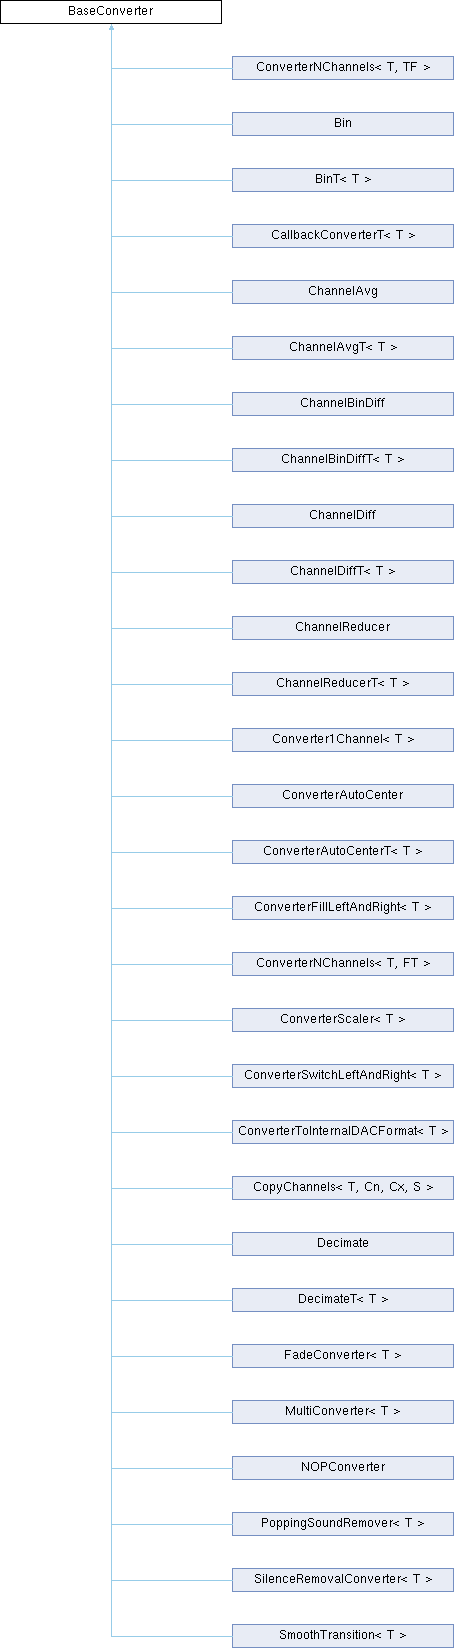 BaseConverter
ConverterNChannels< T, TF >
Bin
BinT< T >
CallbackConverterT< T >
ChannelAvg
ChannelAvgT< T >
ChannelBinDiff
ChannelBinDiffT< T >
ChannelDiff
ChannelDiffT< T >
ChannelReducer
ChannelReducerT< T >
Converter1Channel< T >
ConverterAutoCenter
ConverterAutoCenterT< T >
ConverterFillLeftAndRight< T >
ConverterNChannels< T, FT >
ConverterScaler< T >
ConverterSwitchLeftAndRight< T >
ConverterToInternalDACFormat< T >
CopyChannels< T, Cn, Cx, S >
Decimate
DecimateT< T >
FadeConverter< T >
MultiConverter< T >
NOPConverter
PoppingSoundRemover< T >
SilenceRemovalConverter< T >
SmoothTransition< T >